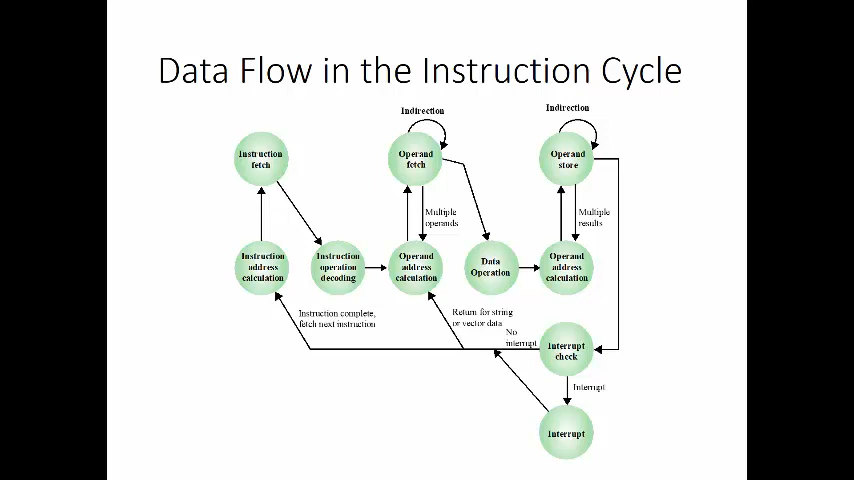 Data Flow in the Instruction Cycle
Indirection
Indirection
Instruction
fetch
Operand
fetch
Operand
store
Multiple
operands
Multiple
results
Instruction
address
calculation
Instruction
operation
decoding
Operand
address
calculation
Data
Operation
Operand
address
calculation
Instruction complete,
fetch next instruction
Return for string
or vector data
No
interrupt
Interrupt
check
Interrupt
Interrupt